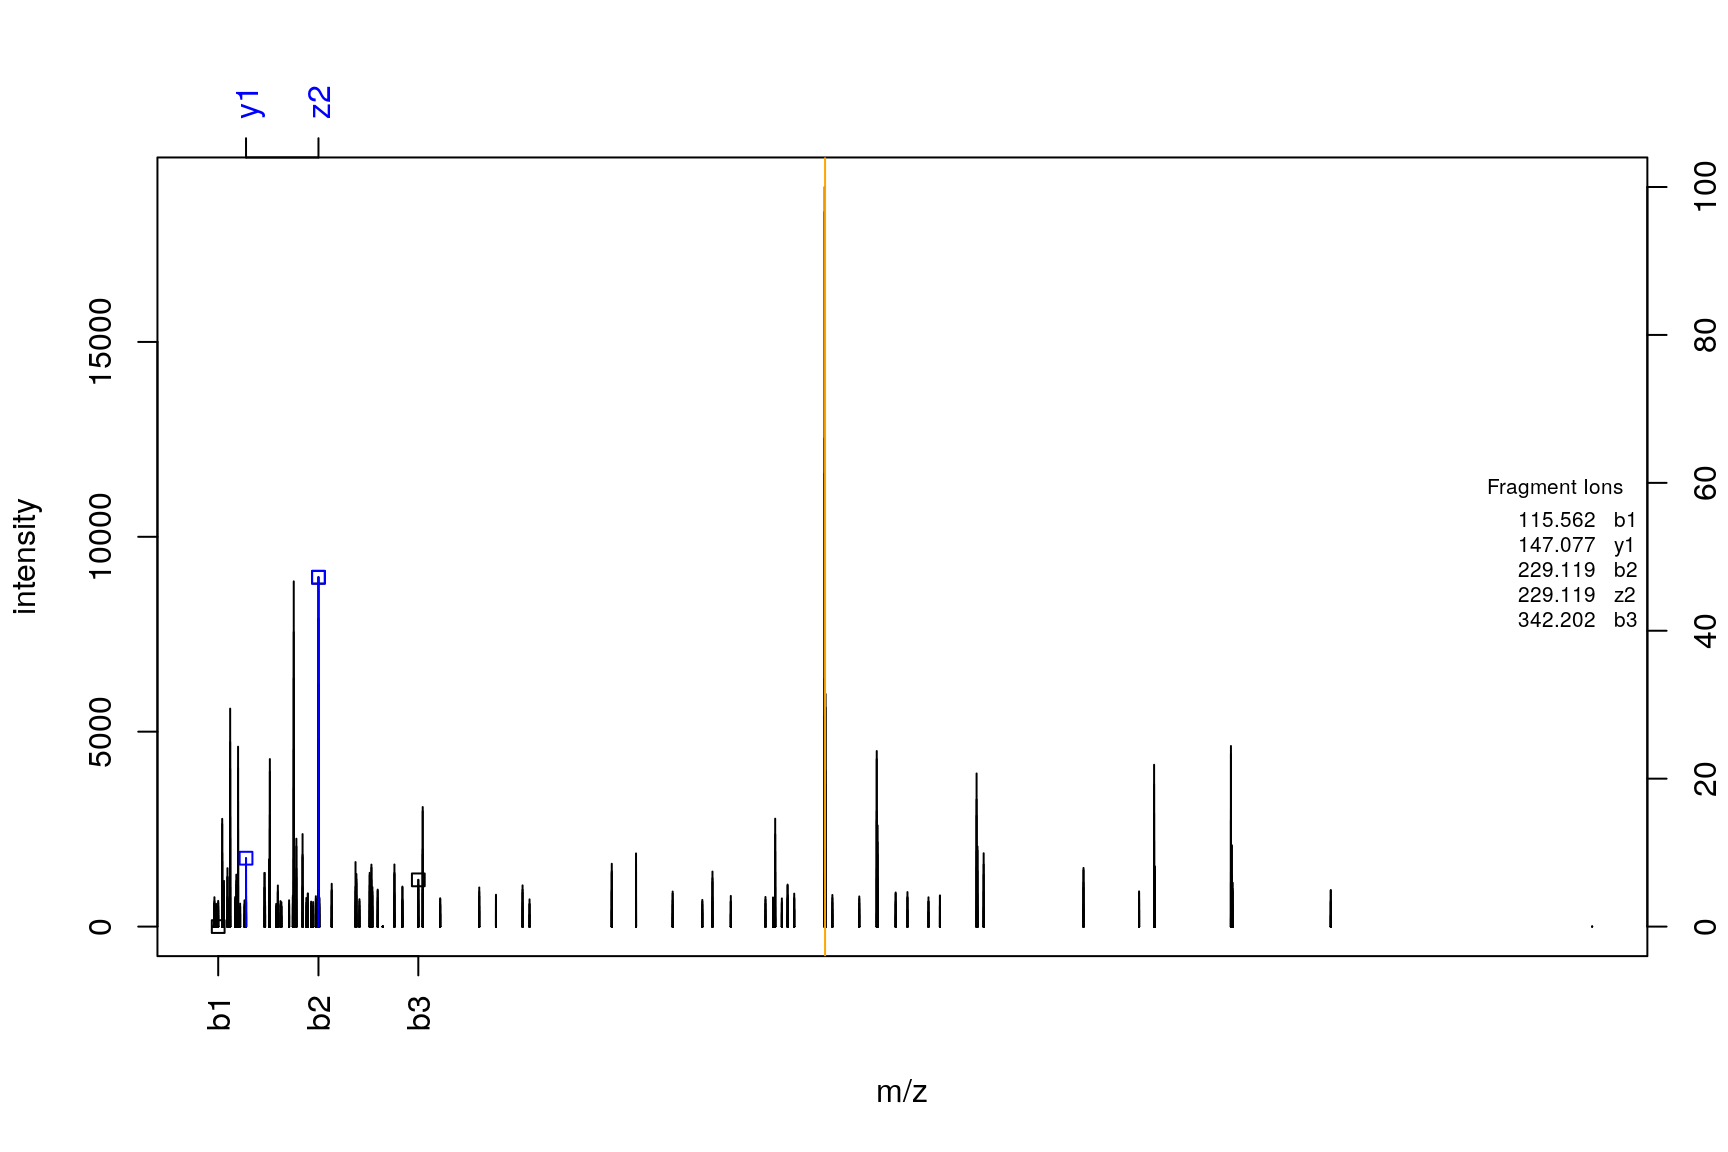 y1 z2
100
80
60
40
20
0
15000
10000
5000
0
intensity
Fragment Ions
115.562 b1
147.077 y1
229.119 b2
229.119 z2
342.202 b3
b1 b2 b3
m/z